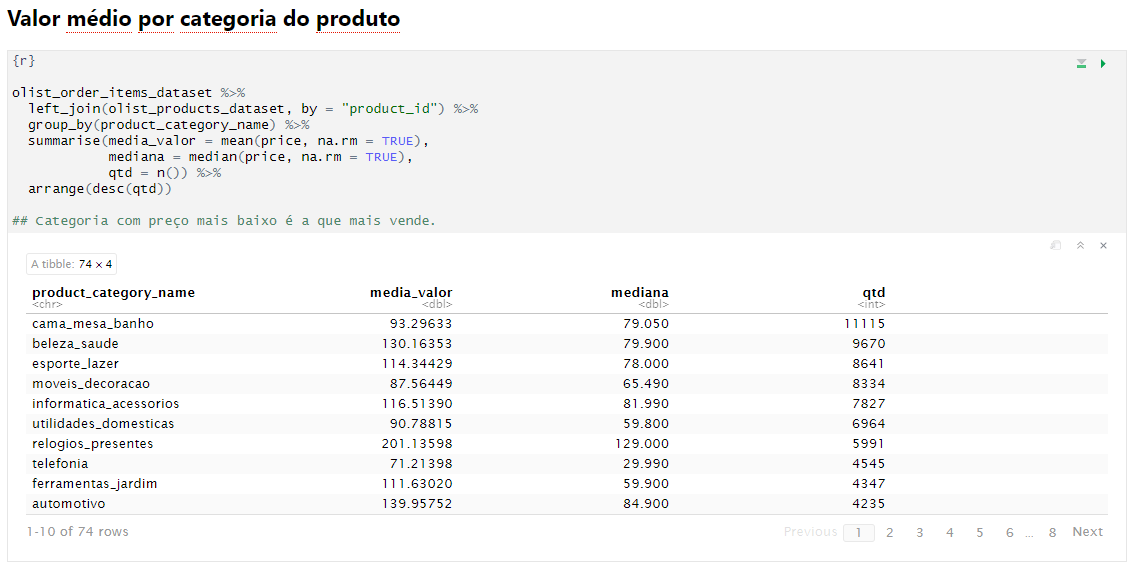 Valor médio por categoria do produto
{r}
olist_order_items_dataset %>%
  left_join(olist_products_dataset, by = "product_id") %>%
  group_by(product_category_name) %>%
  summarise(media_valor = mean(price, na.rm = TRUE),
            mediana = median(price, na.rm = TRUE),
            qtd = n()) %>%
  arrange(desc(qtd))
## Categoria com preço mais baixo é a que mais vende.
A tibble: 74 × 4
product_category_name media_valor mediana qtd
<chr> <dbl> <dbl> <int>
cama_mesa_banho 93.29633 79.050 11115
beleza_saude 130.16353 79.900 9670
esporte_lazer 114.34429 78.000 8641
moveis_decoracao 87.56449 65.490 8334
informatica_acessorios 116.51390 81.990 7827
utilidades_domesticas 90.78815 59.800 6964
relogios_presentes 201.13598 129.000 5991
telefonia 71.21398 29.990 4545
ferramentas_jardim 111.63020 59.900 4347
automotivo 139.95752 84.900 4235
1-10 of 74 rows Previous 1 2 3 4 5 6 ... 8 Next